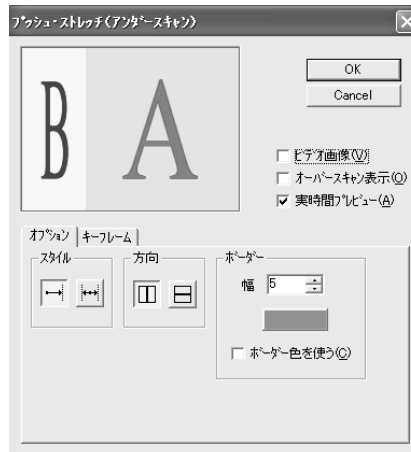 ﾌﾟｯｼｭ･ｽﾄﾚｯﾁ(ｱﾝﾀﾞｰｽｷｬﾝ)
B A
OK
Cancel
ﾋﾞﾃﾞｵ画像(V)
ｵｰﾊﾞｰｽｷｬﾝ表示(O)
実時間ﾌﾟﾚﾋﾞｭｰ(A)
ｵﾌﾟｼｮﾝ ｷｰﾌﾚｰﾑ
ｽﾀｲﾙ 方向 ﾎﾞｰﾀﾞｰ
幅 5
ﾎﾞｰﾀﾞｰ色を使う(C)